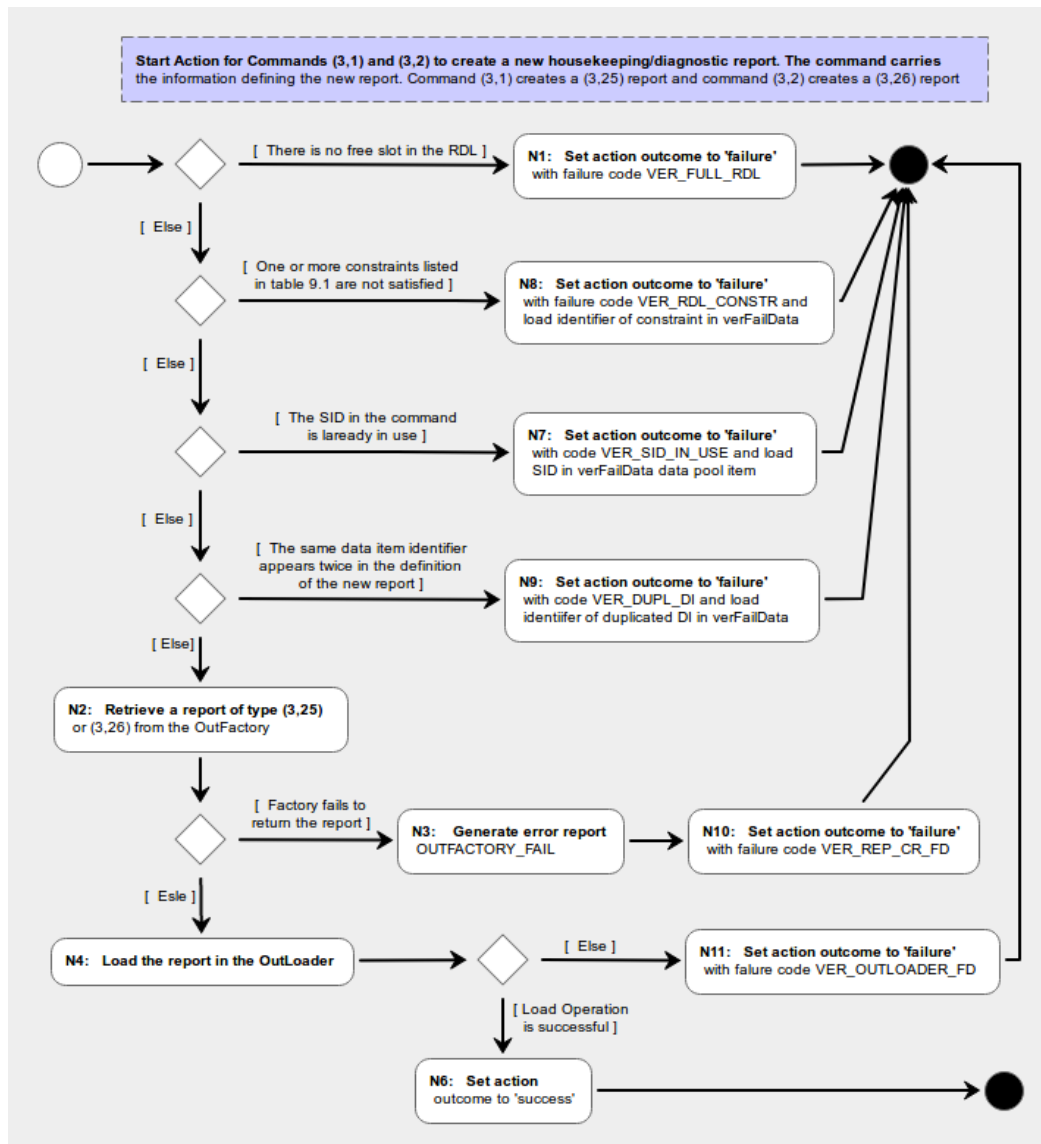 Start Action for Commands (3,1) and (3,2) to create a new housekeeping/diagnostic report. The command carries
the information defining the new report. Command (3,1) creates a (3,25) report and command (3,2) creates a (3,26) report
[ There is no free slot in the RDL ]
N1: Set action outcome to 'failure'
with failure code VER_FULL_RDL
[ Else ]
[ One or more constraints listed
in table 9.1 are not satisfied ]
N8: Set action outcome to 'failure'
with failure code VER_RDL_CONSTR and
load identifier of constraint in verFailData
[ Else ]
[ The SID in the command
is laready in use ]
N7: Set action outcome to 'failure'
with code VER_SID_IN_USE and load
SID in verFailData data pool item
[ Else ]
[ The same data item identifier
appears twice in the definition
of the new report ]
N9: Set action outcome to 'failure'
with code VER_DUPL_DI and load
identiifer of duplicated DI in verFailData
[ Else]
N2: Retrieve a report of type (3,25)
or (3,26) from the OutFactory
[ Factory fails to
return the report ]
N3: Generate error report
OUTFACTORY_FAIL
N10: Set action outcome to 'failure'
with failure code VER_REP_CR_FD
[ Esle ]
N4: Load the report in the OutLoader
[ Else ]
N11: Set action outcome to 'failure'
with falure code VER_OUTLOADER_FD
[ Load Operation
is successful ]
N6: Set action
outcome to 'success'